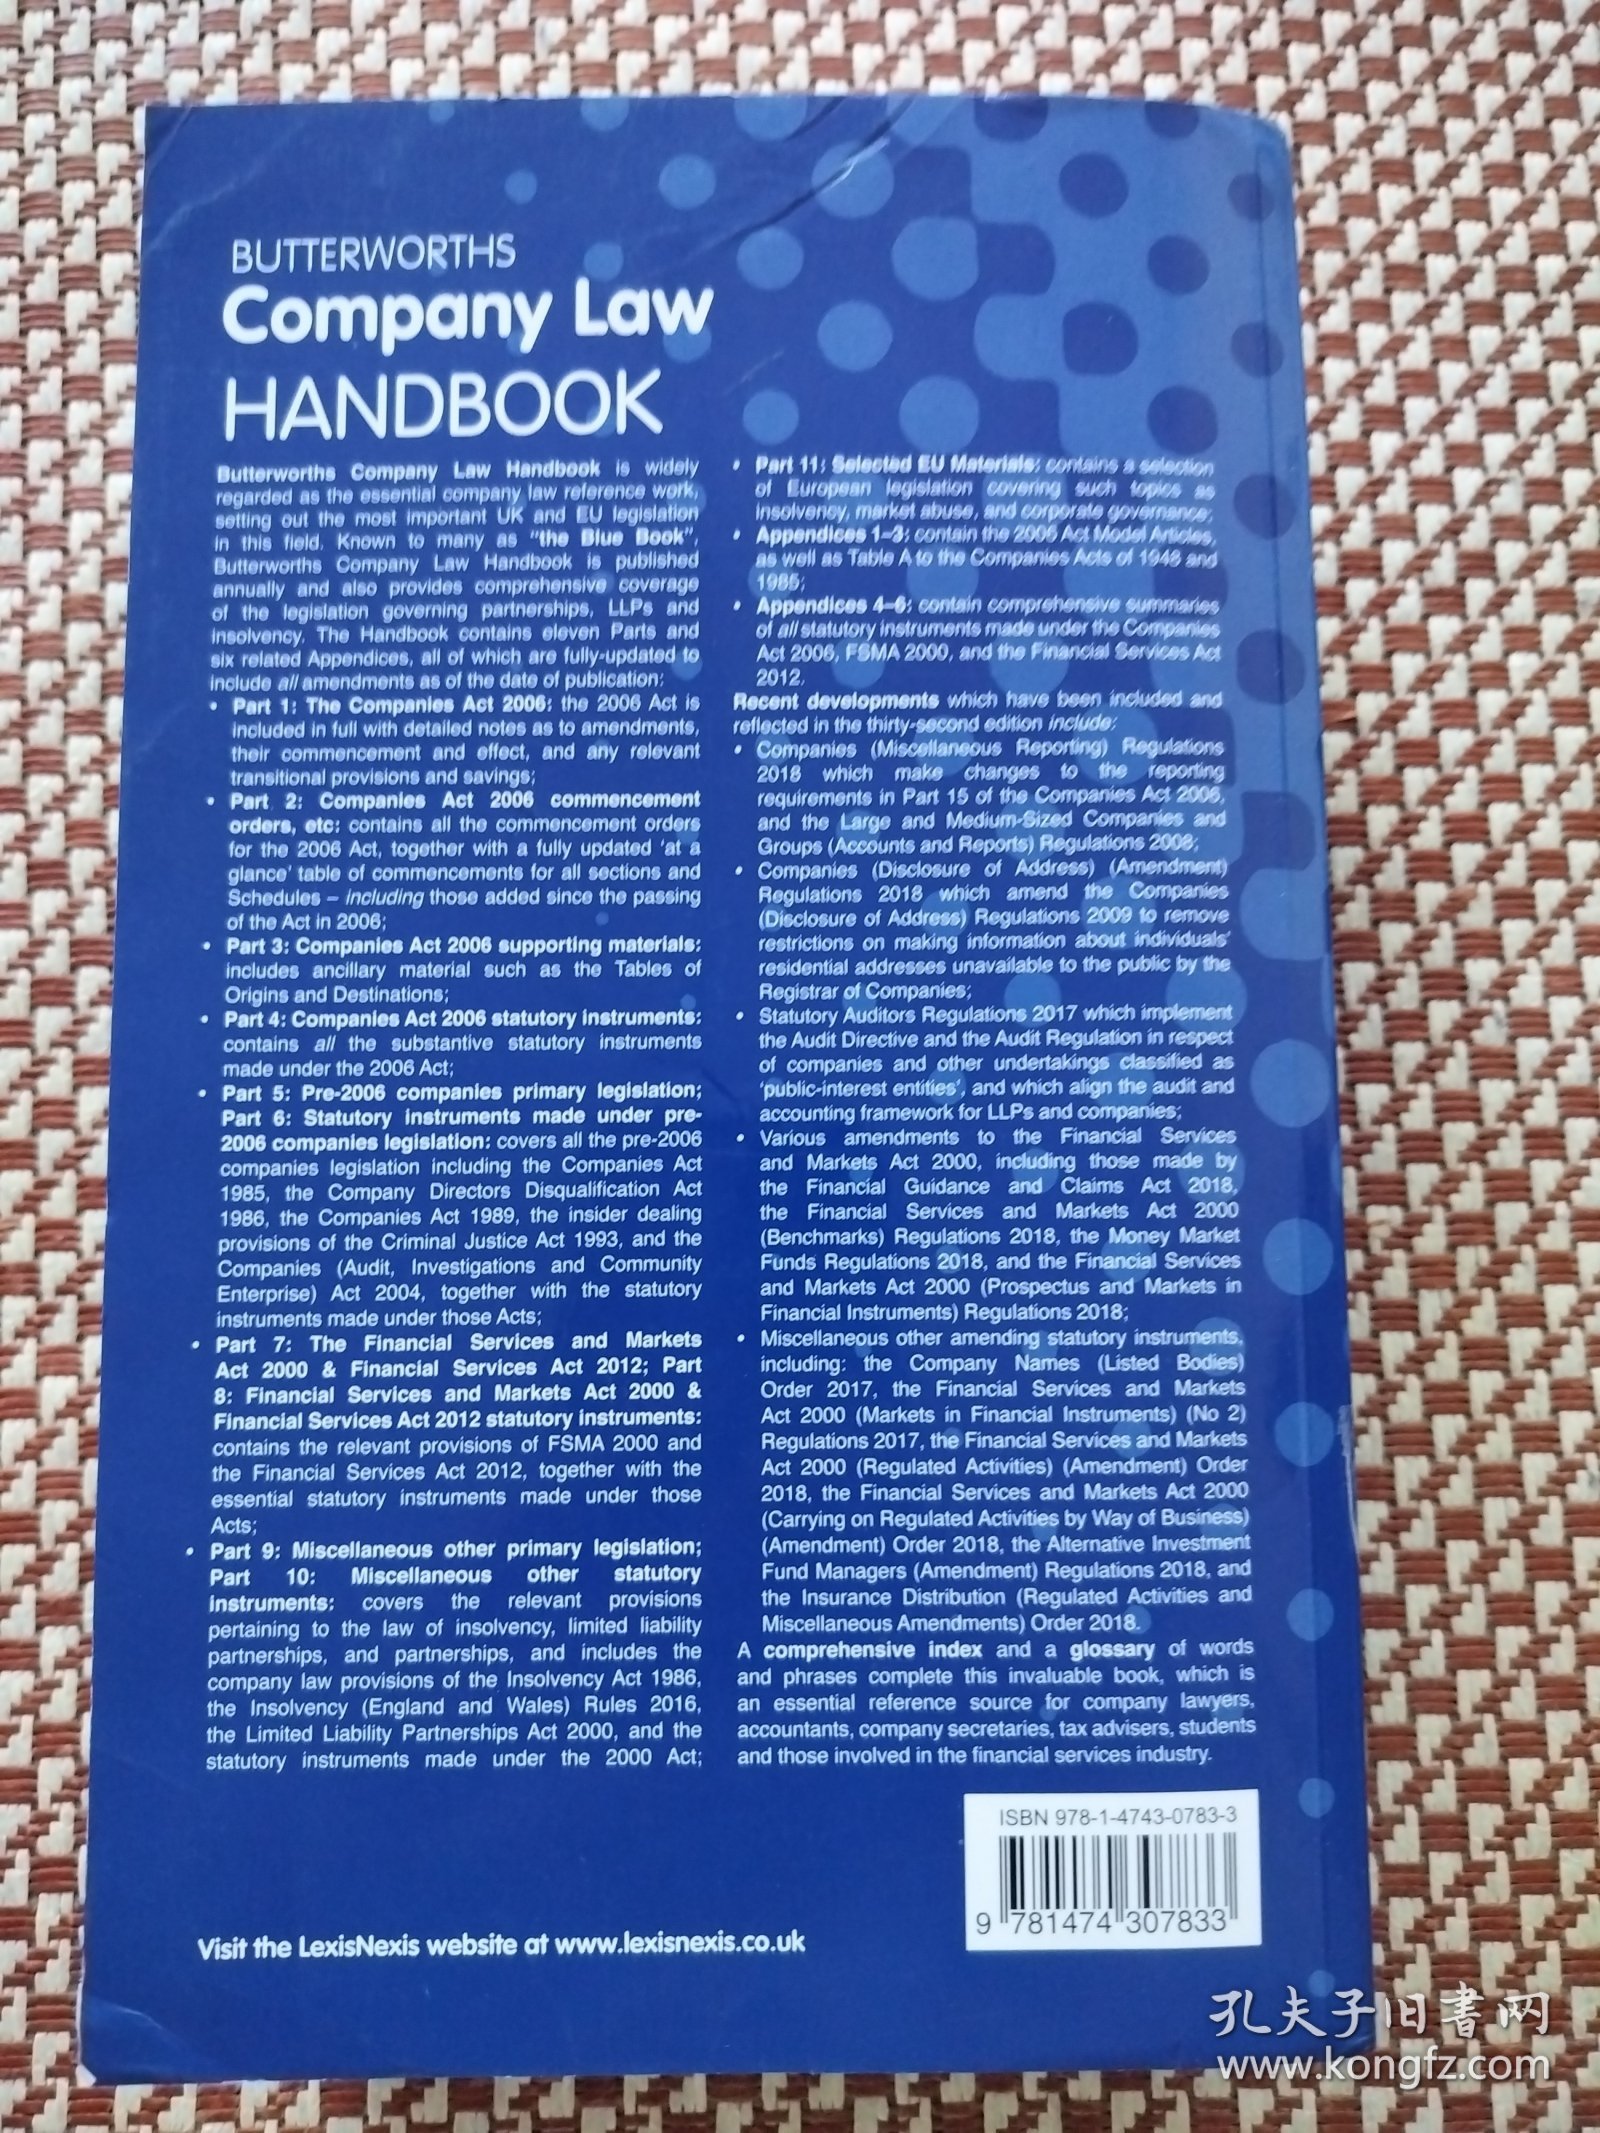 BUTTERWORTHS
Company Law
HANDBOOK
Butterworths Company Law Handbook is widely
regarded as the essential company law reference work,
setting out the most important UK and EU legislation
in this field. Known to many as "the Blue Book",
Butterworths Company Law Handbook is published
annually and also provides comprehensive coverage
of the legislation governing partnerships, LLPs and
insolvency. The Handbook contains eleven Parts and
six related Appendices, all of which are fully-updated to
include all amendments as of the date of publication:
• Part 1: The Companies Act 2006: the 2006 Act is
included in full with detailed notes as to amendments,
their commencement and effect, and any relevant
transitional provisions and savings;
• Part 2: Companies Act 2006 commencement
orders, etc: contains all the commencement orders
for the 2006 Act, together with a fully updated 'at a
glance' table of commencements for all sections and
Schedules – including those added since the passing
of the Act in 2006;
• Part 3: Companies Act 2006 supporting materials:
includes ancillary material such as the Tables of
Origins and Destinations;
• Part 4: Companies Act 2006 statutory instruments:
contains all the substantive statutory instruments
made under the 2006 Act;
• Part 5: Pre-2006 companies primary legislation;
Part 6: Statutory instruments made under pre-
2006 companies legislation: covers all the pre-2006
companies legislation including the Companies Act
1985, the Company Directors Disqualification Act
1986, the Companies Act 1989, the insider dealing
provisions of the Criminal Justice Act 1993, and the
Companies (Audit, Investigations and Community
Enterprise) Act 2004, together with the statutory
instruments made under those Acts;
• Part 7: The Financial Services and Markets
Act 2000 & Financial Services Act 2012; Part
8: Financial Services and Markets Act 2000 &
Financial Services Act 2012 statutory instruments:
contains the relevant provisions of FSMA 2000 and
the Financial Services Act 2012, together with the
essential statutory instruments made under those
Acts;
• Part 9: Miscellaneous other primary legislation;
Part 10: Miscellaneous other statutory
instruments: covers the relevant provisions
pertaining to the law of insolvency, limited liability
partnerships, and partnerships, and includes the
company law provisions of the Insolvency Act 1986,
the Insolvency (England and Wales) Rules 2016,
the Limited Liability Partnerships Act 2000, and the
statutory instruments made under the 2000 Act;
• Part 11: Selected EU Materials: contains a selection
of European legislation covering such topics as
insolvency, market abuse, and corporate governance;
• Appendices 1–3: contain the 2006 Act Model Articles,
as well as Table A to the Companies Acts of 1948 and
1985;
• Appendices 4–6: contain comprehensive summaries
of all statutory instruments made under the Companies
Act 2006, FSMA 2000, and the Financial Services Act
2012.
Recent developments which have been included and
reflected in the thirty-second edition include:
• Companies (Miscellaneous Reporting) Regulations
2018 which make changes to the reporting
requirements in Part 15 of the Companies Act 2006,
and the Large and Medium-Sized Companies and
Groups (Accounts and Reports) Regulations 2008;
• Companies (Disclosure of Address) (Amendment)
Regulations 2018 which amend the Companies
(Disclosure of Address) Regulations 2009 to remove
restrictions on making information about individuals'
residential addresses unavailable to the public by the
Registrar of Companies;
• Statutory Auditors Regulations 2017 which implement
the Audit Directive and the Audit Regulation in respect
of companies and other undertakings classified as
'public-interest entities', and which align the audit and
accounting framework for LLPs and companies;
• Various amendments to the Financial Services
and Markets Act 2000, including those made by
the Financial Guidance and Claims Act 2018,
the Financial Services and Markets Act 2000
(Benchmarks) Regulations 2018, the Money Market
Funds Regulations 2018, and the Financial Services
and Markets Act 2000 (Prospectus and Markets in
Financial Instruments) Regulations 2018;
• Miscellaneous other amending statutory instruments,
including: the Company Names (Listed Bodies)
Order 2017, the Financial Services and Markets
Act 2000 (Markets in Financial Instruments) (No 2)
Regulations 2017, the Financial Services and Markets
Act 2000 (Regulated Activities) (Amendment) Order
2018, the Financial Services and Markets Act 2000
(Carrying on Regulated Activities by Way of Business)
(Amendment) Order 2018, the Alternative Investment
Fund Managers (Amendment) Regulations 2018, and
the Insurance Distribution (Regulated Activities and
Miscellaneous Amendments) Order 2018.
A comprehensive index and a glossary of words
and phrases complete this invaluable book, which is
an essential reference source for company lawyers,
accountants, company secretaries, tax advisers, students
and those involved in the financial services industry.
ISBN 978-1-4743-0783-3
9 781474 307833
Visit the LexisNexis website at www.lexisnexis.co.uk
孔夫子旧书网
www.kongfz.com